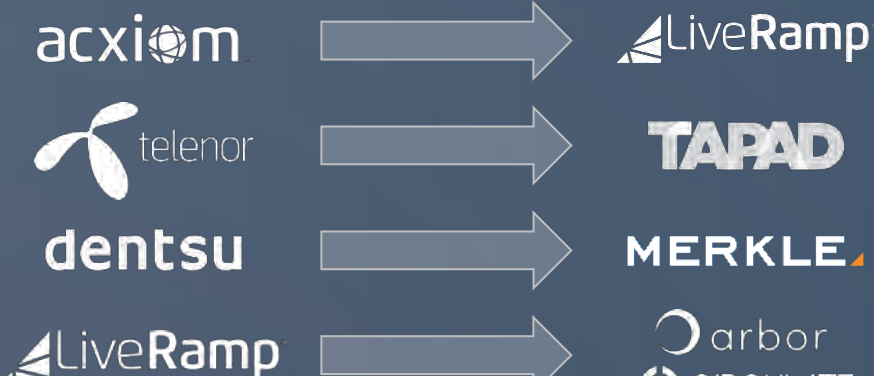 acxiom LiveRamp
telenor TAPAD
dentsu MERKLE
LiveRamp arbor